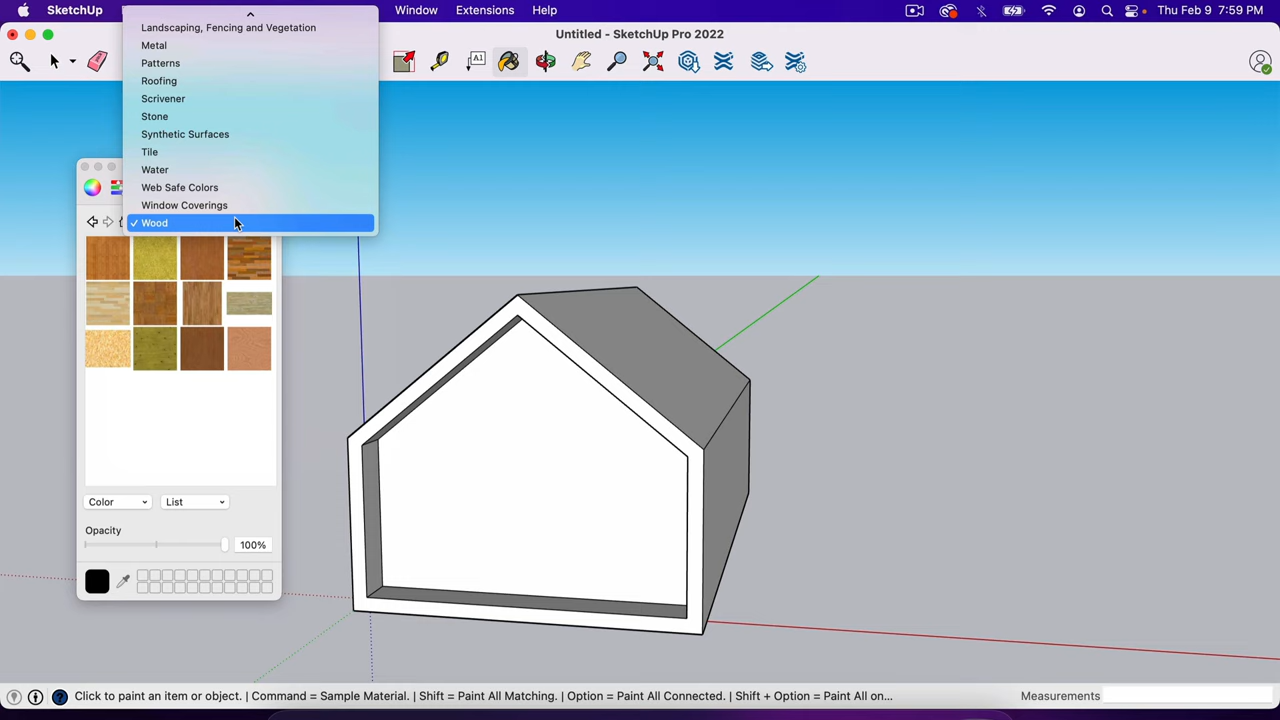 SketchUp
Window
Extensions
Help
Thu Feb 9 7:59 PM
Untitled - SketchUp Pro 2022
A1
Landscaping, Fencing and Vegetation
Metal
Patterns
Roofing
Scrivener
Stone
Synthetic Surfaces
Tile
Water
Web Safe Colors
Window Coverings
✓ Wood
Color
List
Opacity
100%
Click to paint an item or object. | Command = Sample Material. | Shift = Paint All Matching. | Option = Paint All Connected. | Shift + Option = Paint All on...
Measurements